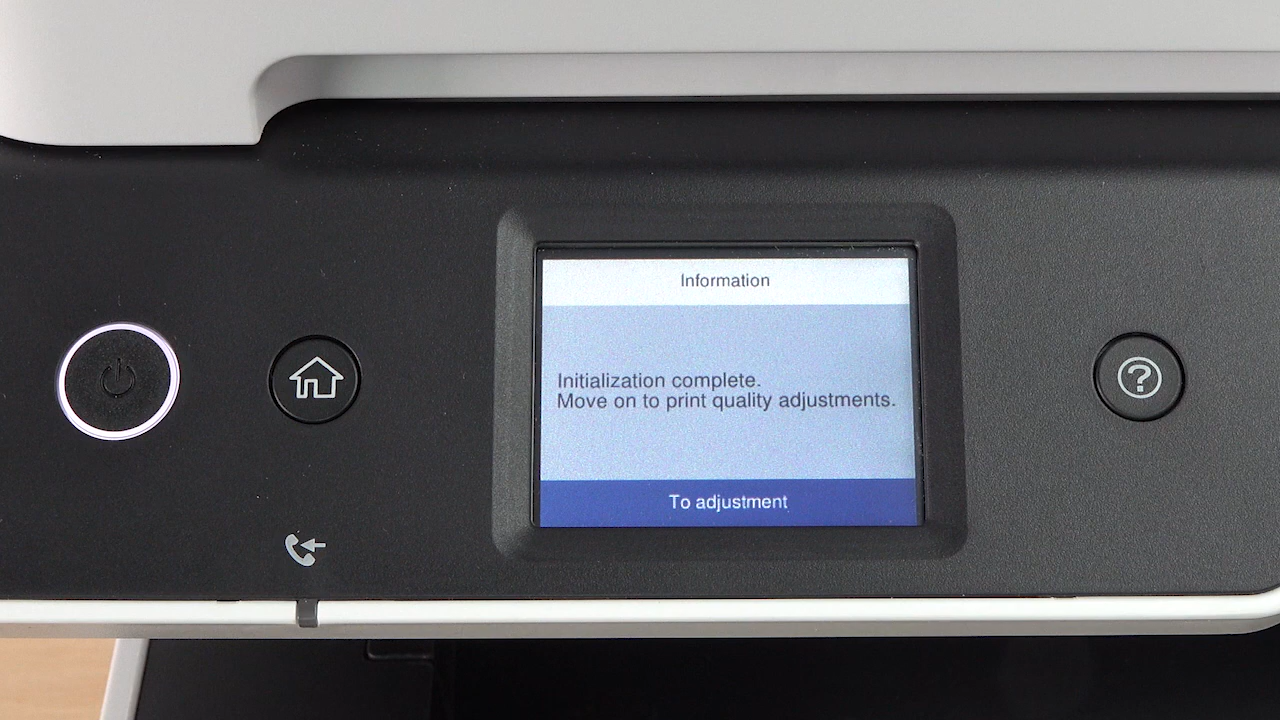 Information
Initialization complete.
Move on to print quality adjustments.
To adjustment